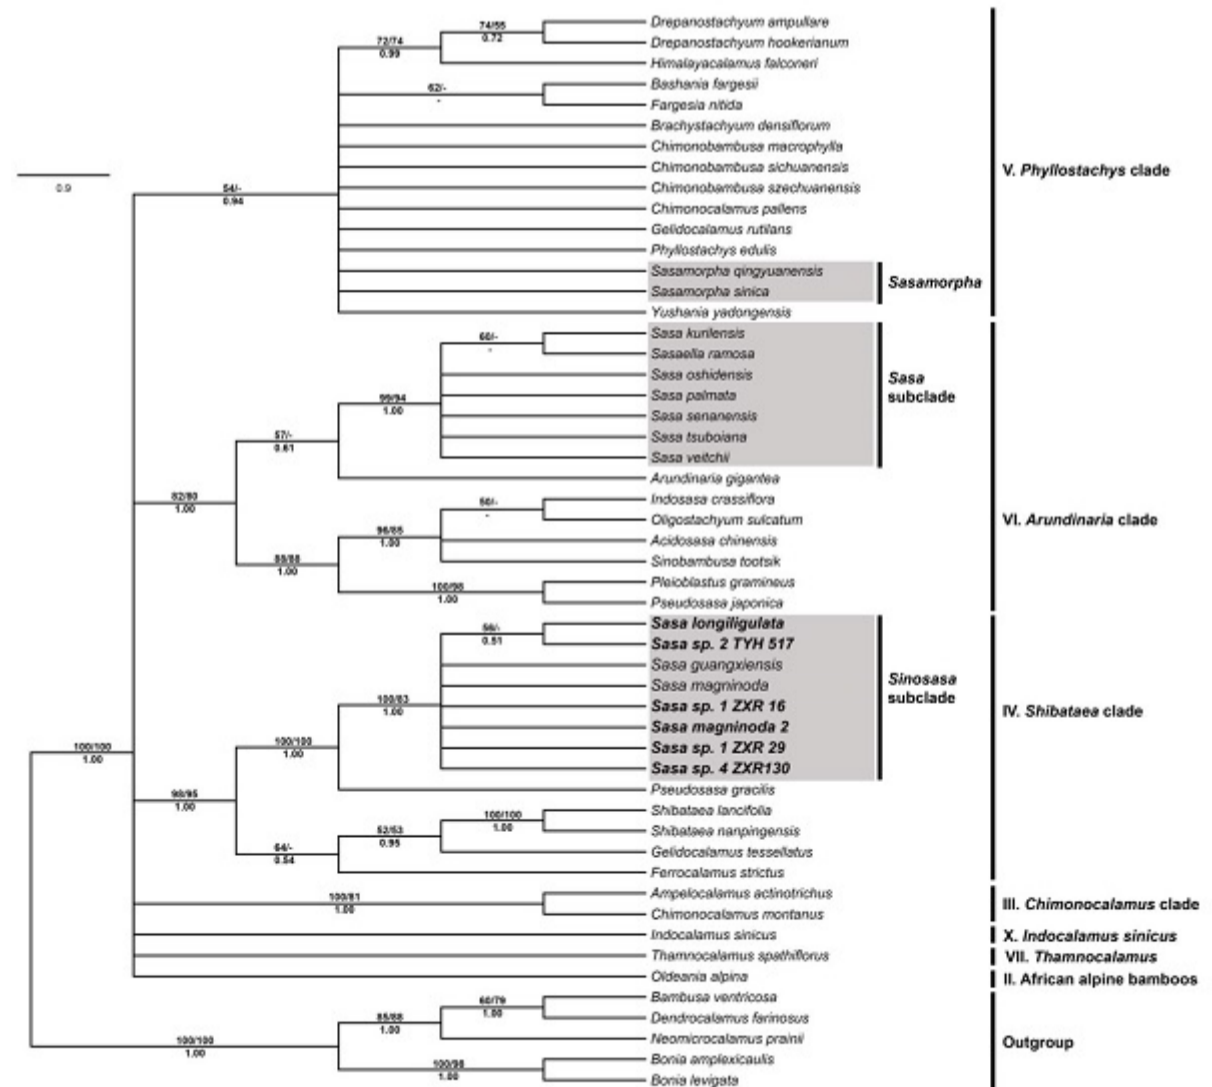 74/55
Drepanostachyum ampullare
72/74
0.72
Drepanostachyum hookerianum
0.99
Himalayacalamus falconeri
62/-
Bashania fargesii
-
Fargesia nitida
Brachystachyum densiflorum
Chimonobambusa macrophylla
Chimonobambusa sichuanensis
V. Phyllostachys clade
0.9
54/-
Chimonobambusa szechuanensis
0.94
Chimonocalamus pallens
Gelidocalamus rutilans
Phyllostachys edulis
Sasamorpha qingyuanensis
Sasamorpha
Sasamorpha sinica
Yushania yadongensis
60/-
Sasa kurilensis
-
Sasaella ramosa
Sasa oshidensis
Sasa
subclade
99/94
Sasa palmata
1.00
Sasa senanensis
57/-
Sasa tsuboiana
0.61
Sasa veitchii
Arundinaria gigantea
82/80
Indosasa crassiflora
1.00
50/-
-
Oligostachyum sulcatum
VI. Arundinaria clade
96/85
Acidosasa chinensis
1.00
Sinobambusa tootsik
1.00
100/98
Pleioblastus gramineus
1.00
Pseudosasa japonica
Sasa longiligulata
0.51
Sasa sp. 2 TYH 517
Sasa guangxiensis
Sinosasa
subclade
Sasa magninoda
100/83
Sasa sp. 1 ZXR 16
1.00
IV. Shibataea clade
Sasa magninoda 2
100/100
1.00
Sasa sp. 1 ZXR 29
100/100
1.00
Sasa sp. 4 ZXR130
98/95
Pseudosasa gracilis
1.00
Shibataea lancifolia
100/100
1.00
Shibataea nanpingensis
52/53
0.95
Gelidocalamus tessellatus
64/-
0.54
Ferrocalamus strictus
100/81
Ampelocalamus actinotrichus
1.00
III. Chimonocalamus clade
Chimonocalamus montanus
Indocalamus sinicus
X. Indocalamus sinicus
Thamnocalamus spathiflorus
VII. Thamnocalamus
Oldeania alpina
II. African alpine bamboos
60/79
Bambusa ventricosa
1.00
Dendrocalamus farinosus
85/88
1.00
Neomicrocalamus prainii
100/100
1.00
Outgroup
100/98
Bonia amplexicaulis
1.00
Bonia levigata